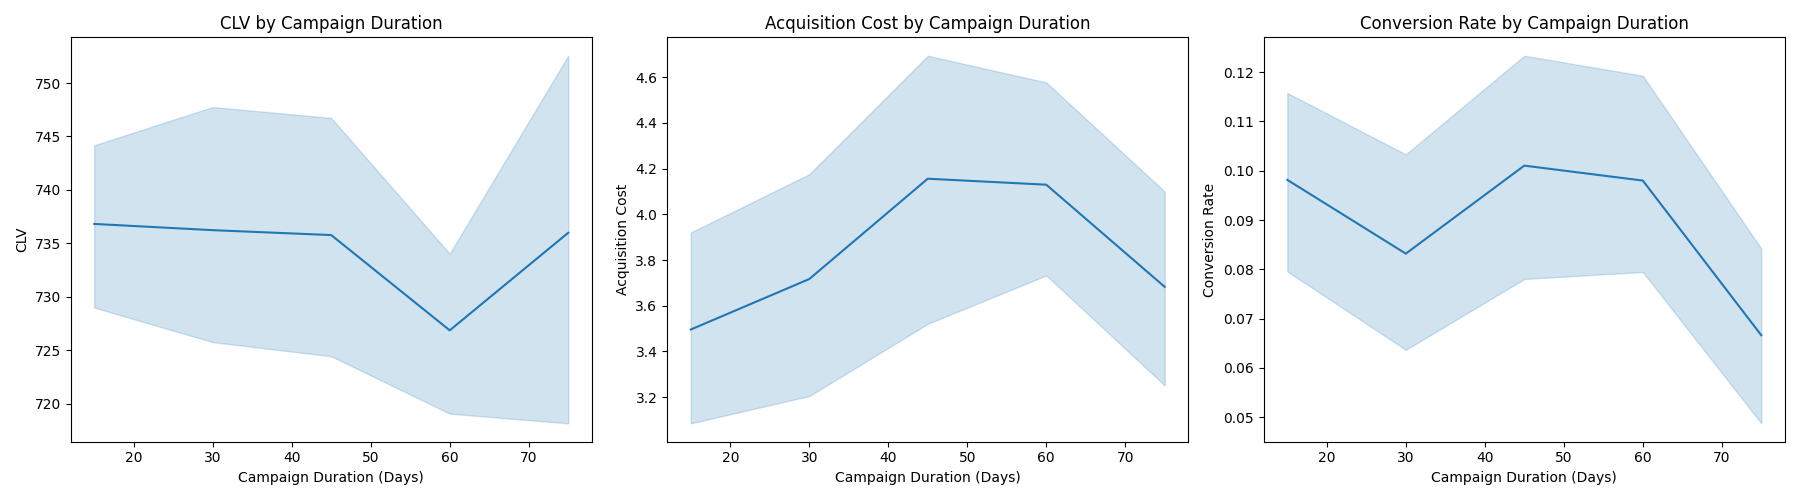 CLV by Campaign Duration
CLV
750
745
740
735
730
725
720
20 30 40 50 60 70
Campaign Duration (Days)
Acquisition Cost by Campaign Duration
Acquisition Cost
4.6
4.4
4.2
4.0
3.8
3.6
3.4
3.2
20 30 40 50 60 70
Campaign Duration (Days)
Conversion Rate by Campaign Duration
Conversion Rate
0.12
0.11
0.10
0.09
0.08
0.07
0.06
0.05
20 30 40 50 60 70
Campaign Duration (Days)